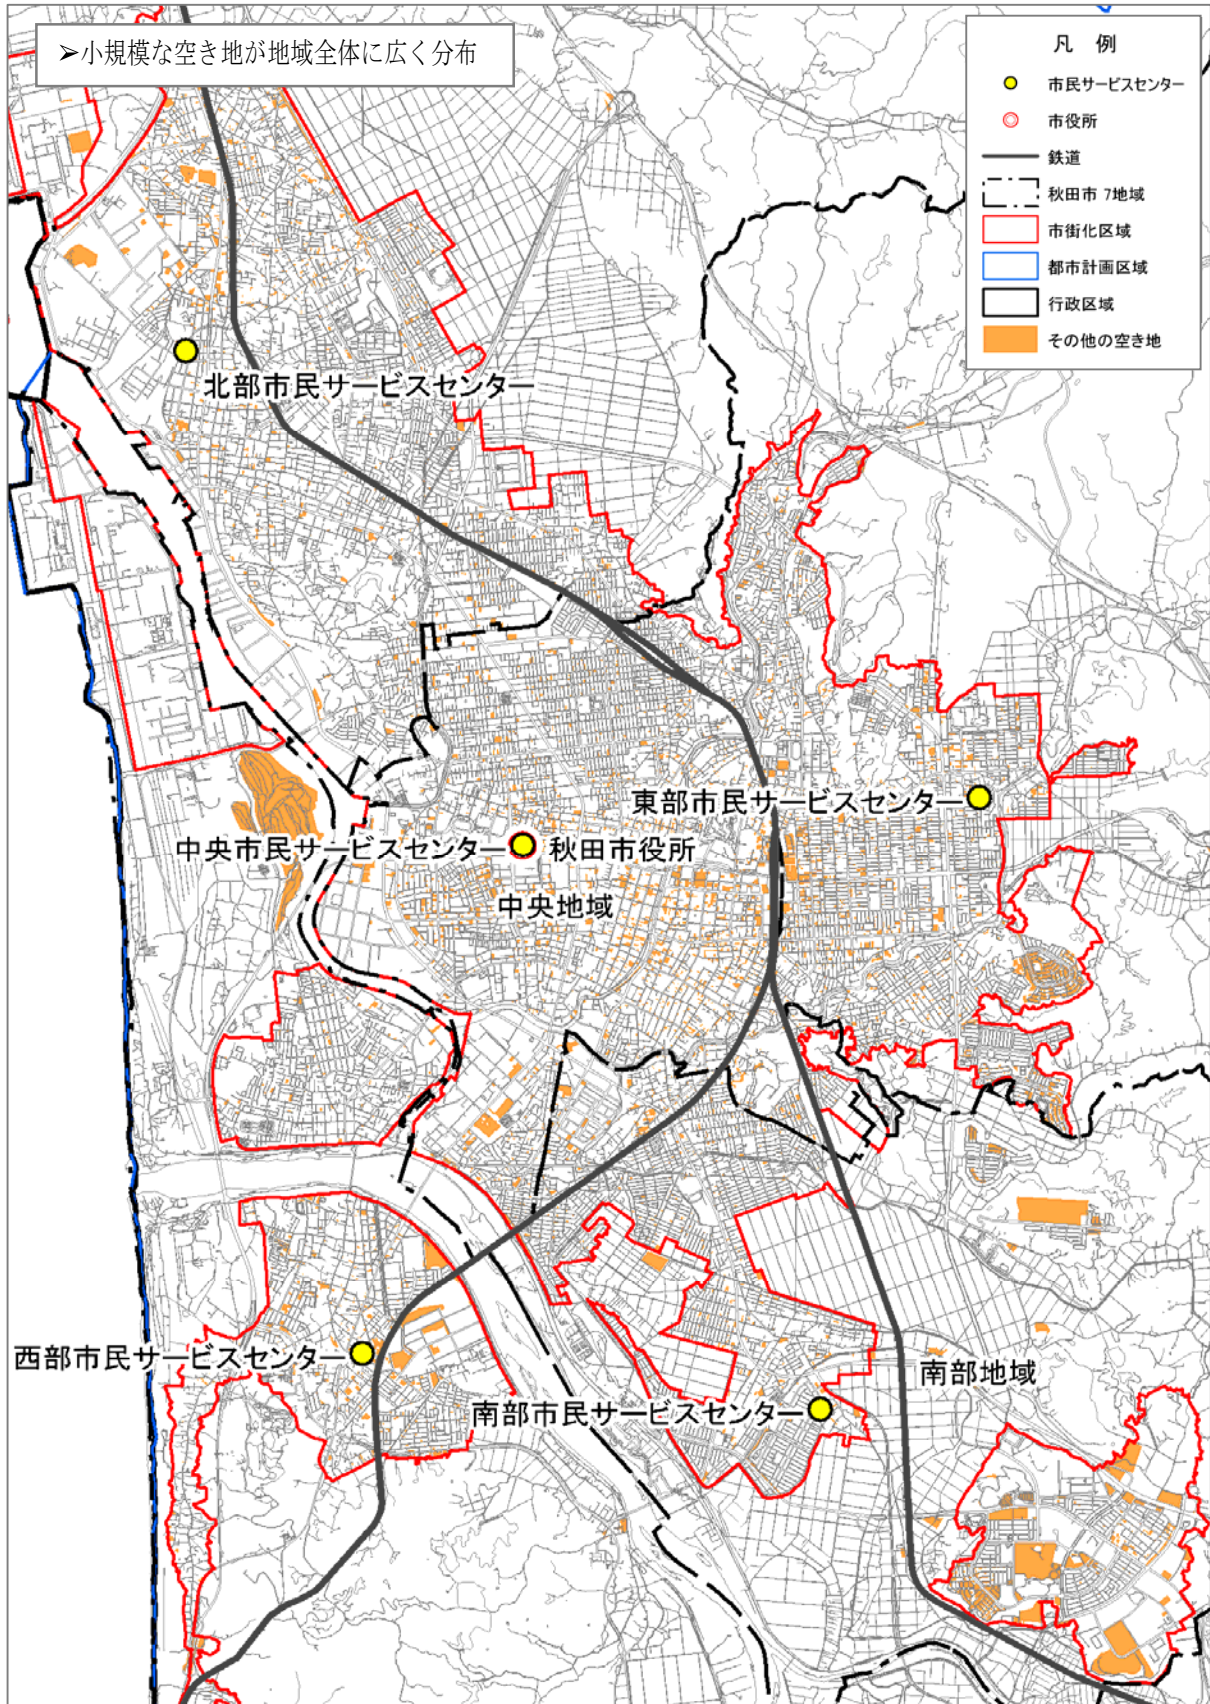 ➢小規模な空き地が地域全体に広く分布
凡 例
市民サービスセンター
市役所
鉄道
秋田市 7地域
市街化区域
都市計画区域
行政区域
その他の空き地
北部市民サービスセンター
東部市民サービスセンター
中央市民サービスセンター
秋田市役所
中央地域
西部市民サービスセンター
南部地域
南部市民サービスセンター